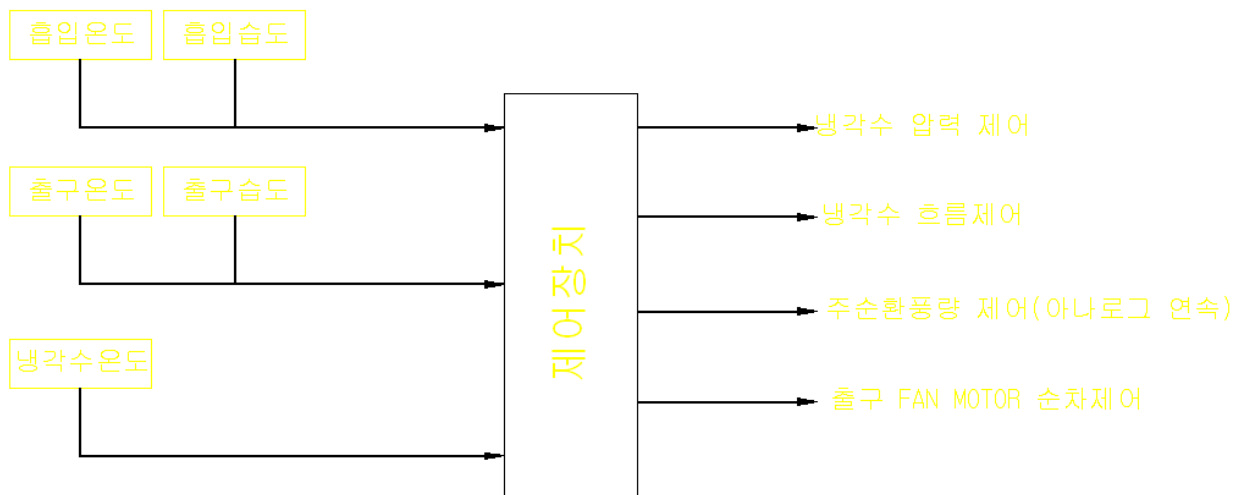 흡입온도
흡입습도
냉각수 압력 제어
출구온도
출구습도
냉각수 흐름제어
제어장치
주순환풍량 제어(아나로그 연속)
냉각수온도
출구 FAN MOTOR 순차제어